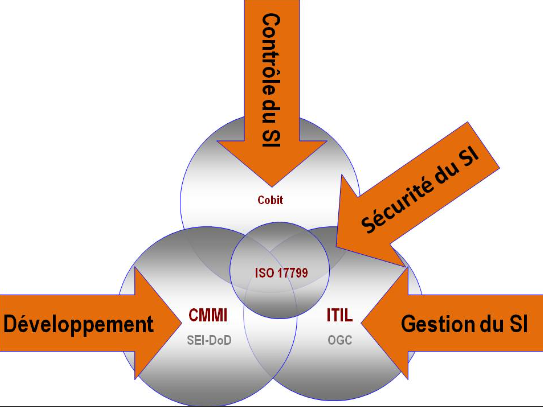 Contrôle du SI
Sécurité du SI
Cobit
ISO 17799
CMMI
SEI-DoD
ITIL
OGC
Développement
Gestion du SI